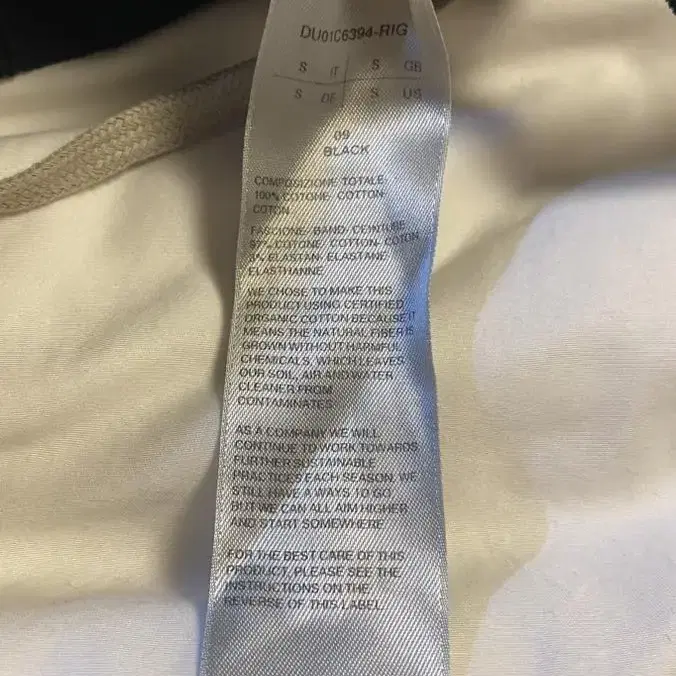 DU01C6394-RIG
S IT S GB
S DE S US
09
BLACK
COMPOSIZIONE TOTALE
100% COTONE- COTTON-
COTON
FASCIONE- BAND- CEINTURE
97% COTONE- COTTON- COTON
3% ELASTAN- ELASTANE-
ELASTHANNE
WE CHOSE TO MAKE THIS
PRODUCT USING CERTIFIED
ORGANIC COTTON BECAUSE IT
MEANS THE NATURAL FIBER IS
GROWN WITHOUT HARMFUL
CHEMICALS, WHICH LEAVES
OUR SOIL, AIR AND WATER
CLEANER FROM
CONTAMINATES
AS A COMPANY WE WILL
CONTINUE TO WORK TOWARDS
FURTHER SUSTAINABLE
PRACTICES EACH SEASON. WE
STILL HAVE A WAYS TO GO
BUT WE CAN ALL AIM HIGHER
AND START SOMEWHERE
FOR THE BEST CARE OF THIS
PRODUCT, PLEASE SEE THE
INSTRUCTIONS ON THE
REVERSE OF THIS LABEL